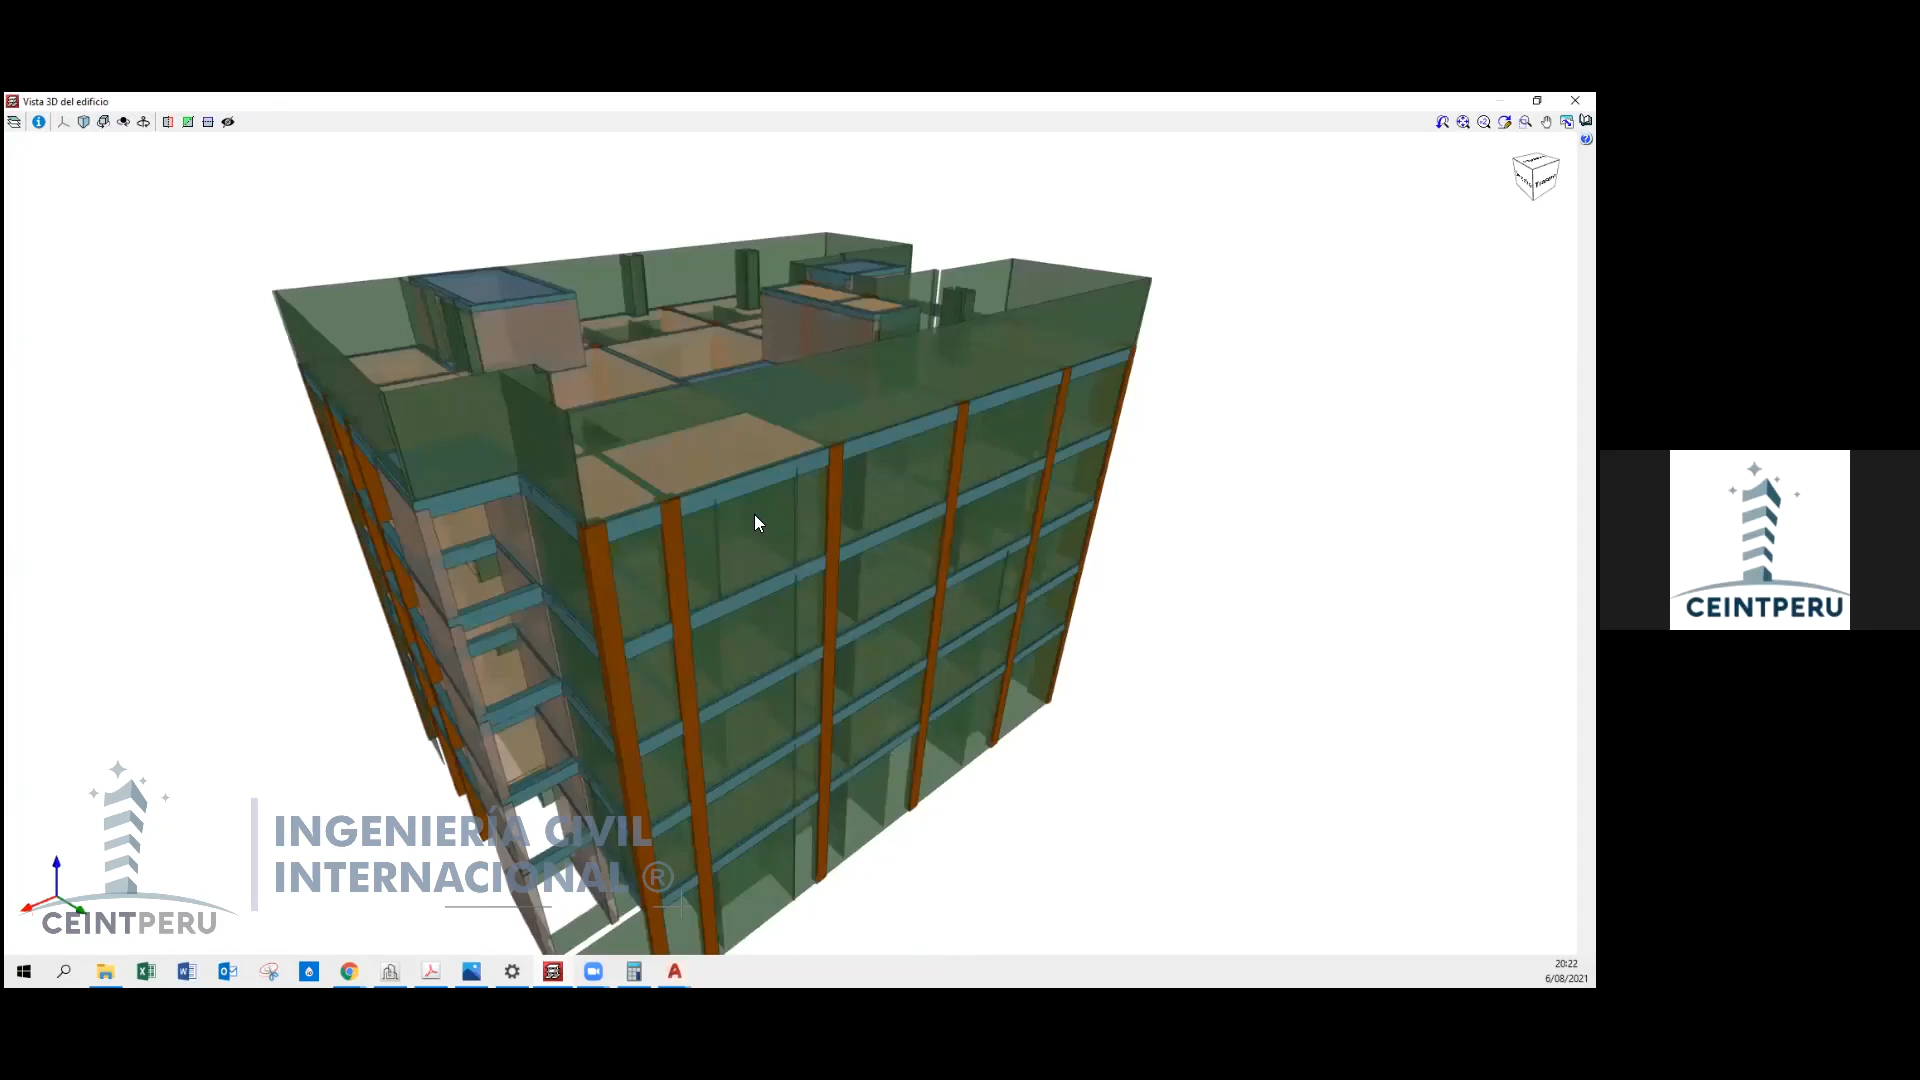 Vista 3D del edificio
CEINTPERU
INGENIERÍA CIVIL
INTERNACIONAL ®
CEINTPERU
20:22
6/08/2021